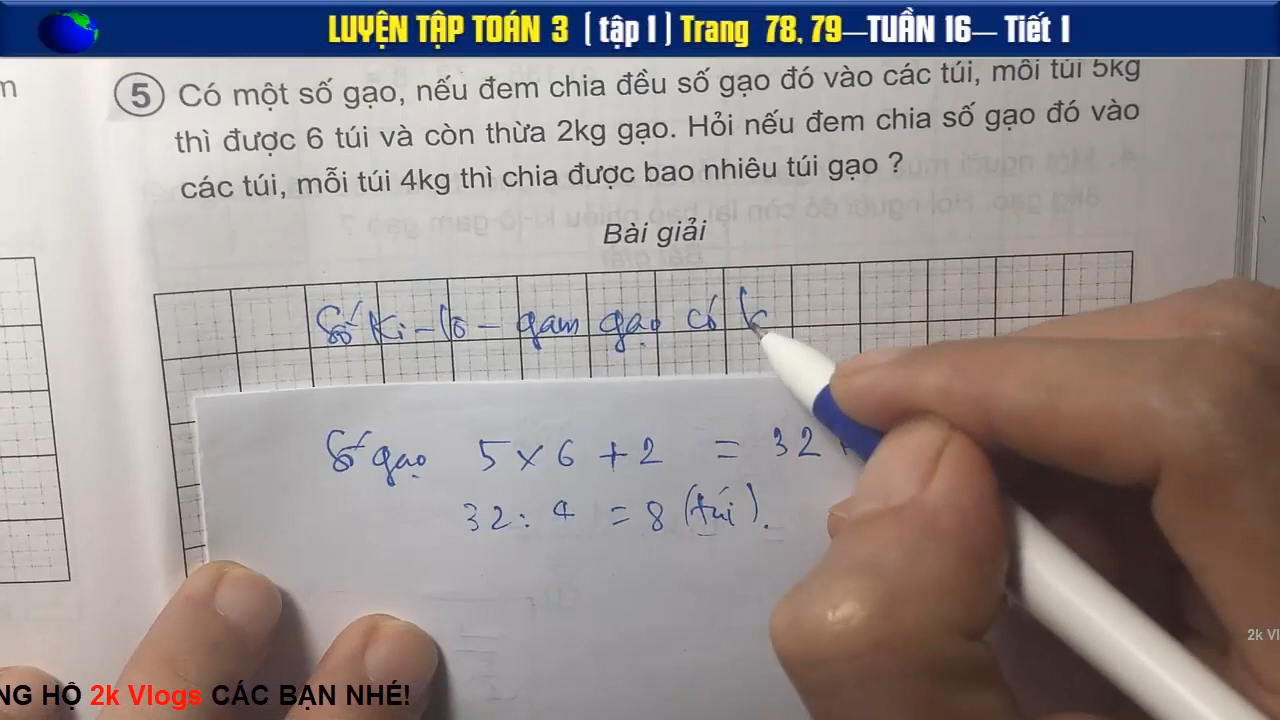 LUYỆN TẬP TOÁN 3 ( tập 1 ) Trang 78, 79—TUẦN 16— Tiết 1
m
5 Có một số gạo, nếu đem chia đều số gạo đó vào các túi, mỗi túi 5kg
thì được 6 túi và còn thừa 2kg gạo. Hỏi nếu đem chia số gạo đó vào
các túi, mỗi túi 4kg thì chia được bao nhiêu túi gạo ?
Bài giải
Số Ki-lô-gam gạo có
Số gạo 5 x 6 + 2 = 32
32 : 4 = 8 (túi).
2k Vl
NG HỘ 2k Vlogs CÁC BẠN NHÉ!